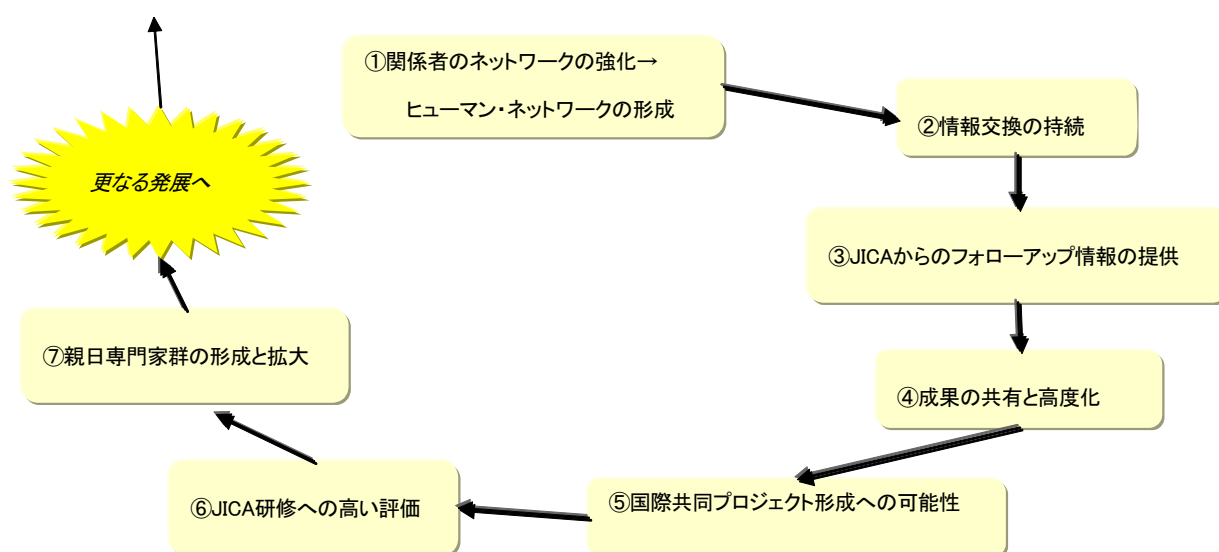 ①関係者のネットワークの強化→
ヒューマン・ネットワークの形成
②情報交換の持続
③JICAからのフォローアップ情報の提供
④成果の共有と高度化
⑤国際共同プロジェクト形成への可能性
⑥JICA研修への高い評価
⑦親日専門家群の形成と拡大
更なる発展へ